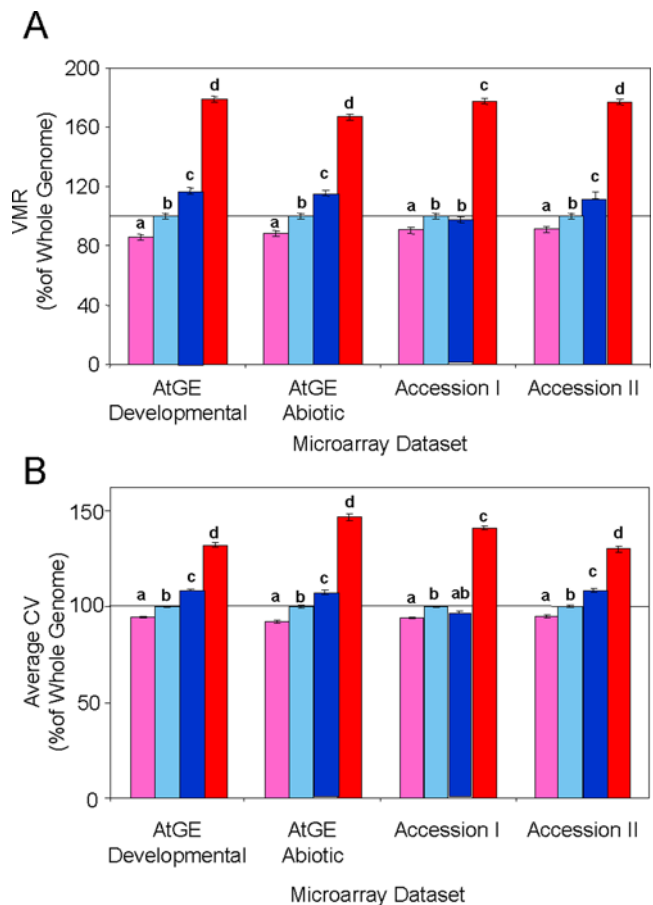 A
VMR
(%of Whole Genome)
200
160
120
80
40
0
a b c d
a b c d
a b b c
a b c d
AtGE
Developmental
AtGE
Abiotic
Accession I
Accession II
Microarray Dataset
B
Average CV
(%of Whole Genome)
150
100
50
0
a b c d
a b c d
a b ab c
a b c d
AtGE
Developmental
AtGE
Abiotic
Accession I
Accession II
Microarray Dataset